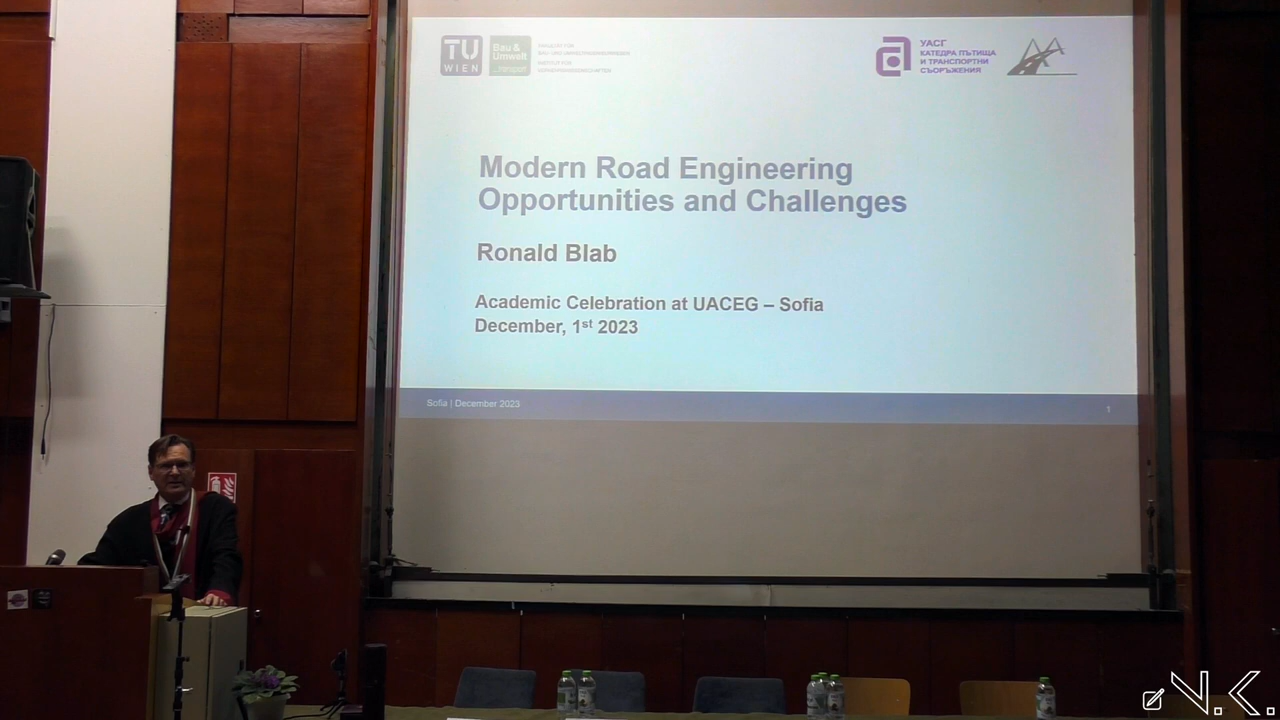 TU
WIEN
Bau &
Umwelt
УАСГ
КАТЕДРА ПЪТИЩА
И ТРАНСПОРТНИ
СЪОРЪЖЕНИЯ
Modern Road Engineering
Opportunities and Challenges
Ronald Blab
Academic Celebration at UACEG – Sofia
December, 1st 2023
Sofia | December 2023
1
N.K.